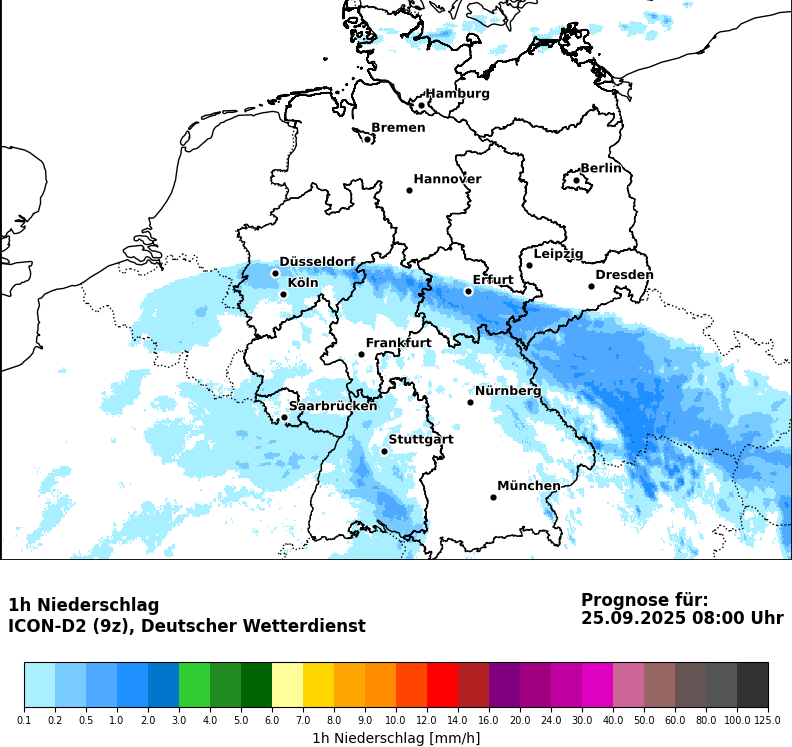 Hamburg
Bremen
Berlin
Hannover
Leipzig
Düsseldorf
Dresden
Köln
Erfurt
Frankfurt
Nürnberg
Saarbrücken
Stuttgart
München
1h Niederschlag
ICON-D2 (9z), Deutscher Wetterdienst
Prognose für:
25.09.2025 08:00 Uhr
0.1 0.2 0.5 1.0 2.0 3.0 4.0 5.0 6.0 7.0 9.0 10.0 12.0 14.0 16.0 20.0 24.0 30.0 40.0 50.0 60.0 80.0 100.0 125.0
1h Niederschlag [mm/h]